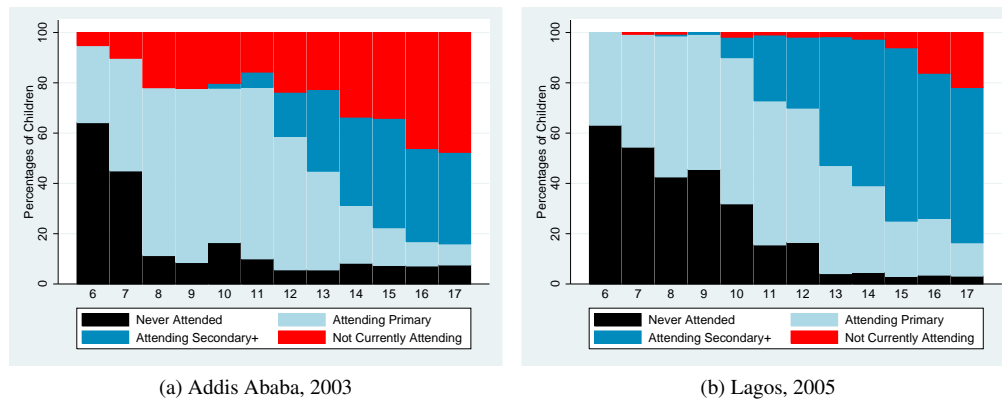 Percentages of Children
100
80
60
40
20
0
6 7 8 9 10 11 12 13 14 15 16 17
Never Attended Attending Primary
Attending Secondary+ Not Currently Attending
(a) Addis Ababa, 2003
Percentages of Children
100
80
60
40
20
0
6 7 8 9 10 11 12 13 14 15 16 17
Never Attended Attending Primary
Attending Secondary+ Not Currently Attending
(b) Lagos, 2005